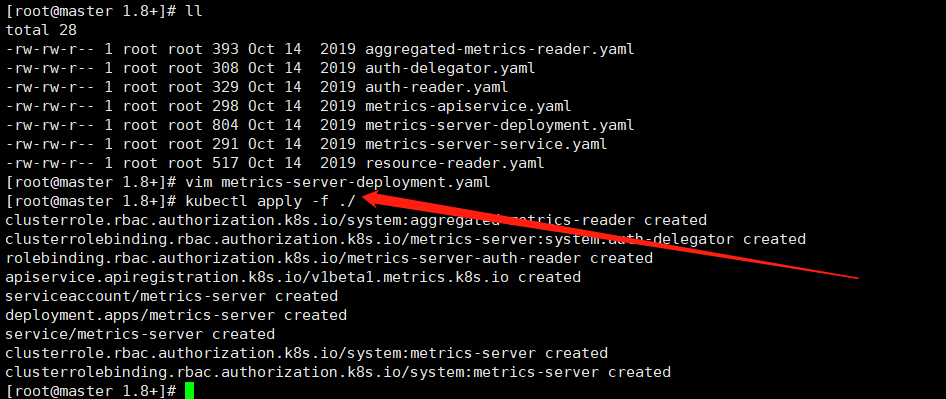 [root@master 1.8+]# ll
total 28
-rw-rw-r-- 1 root root 393 Oct 14  2019 aggregated-metrics-reader.yaml
-rw-rw-r-- 1 root root 308 Oct 14  2019 auth-delegator.yaml
-rw-rw-r-- 1 root root 329 Oct 14  2019 auth-reader.yaml
-rw-rw-r-- 1 root root 298 Oct 14  2019 metrics-apiservice.yaml
-rw-rw-r-- 1 root root 804 Oct 14  2019 metrics-server-deployment.yaml
-rw-rw-r-- 1 root root 291 Oct 14  2019 metrics-server-service.yaml
-rw-rw-r-- 1 root root 517 Oct 14  2019 resource-reader.yaml
[root@master 1.8+]# vim metrics-server-deployment.yaml
[root@master 1.8+]# kubectl apply -f ./
clusterrole.rbac.authorization.k8s.io/system:aggregated-metrics-reader created
clusterrolebinding.rbac.authorization.k8s.io/metrics-server:system:auth-delegator created
rolebinding.rbac.authorization.k8s.io/metrics-server-auth-reader created
apiservice.apiregistration.k8s.io/v1beta1.metrics.k8s.io created
serviceaccount/metrics-server created
deployment.apps/metrics-server created
service/metrics-server created
clusterrole.rbac.authorization.k8s.io/system:metrics-server created
clusterrolebinding.rbac.authorization.k8s.io/system:metrics-server created
[root@master 1.8+]#